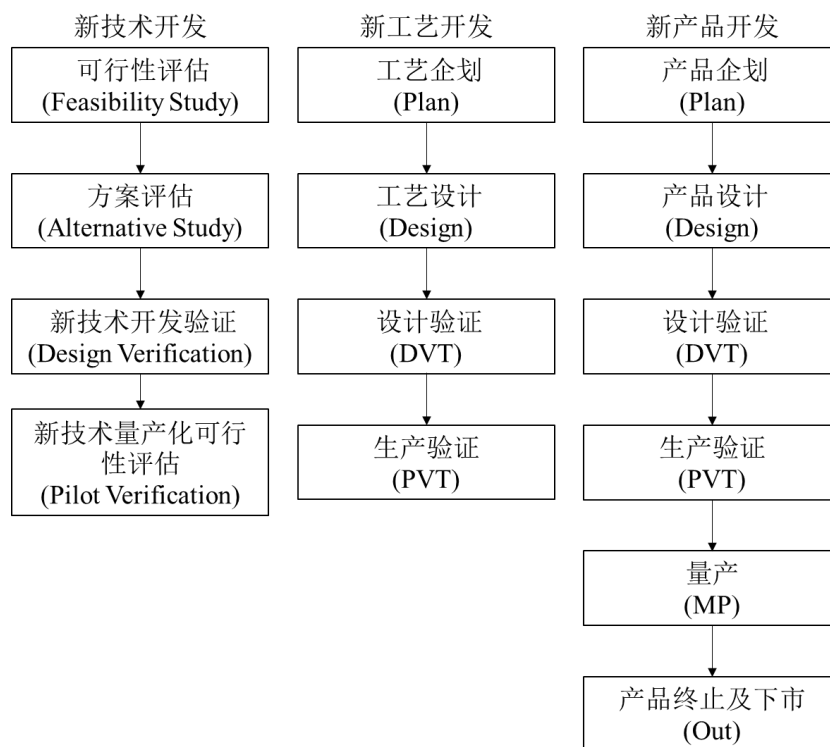 新技术开发
可行性评估
(Feasibility Study)
方案评估
(Alternative Study)
新技术开发验证
(Design Verification)
新技术量产化可行
性评估
(Pilot Verification)
新工艺开发
工艺企划
(Plan)
工艺设计
(Design)
设计验证
(DVT)
生产验证
(PVT)
新产品开发
产品企划
(Plan)
产品设计
(Design)
设计验证
(DVT)
生产验证
(PVT)
量产
(MP)
产品终止及下市
(Out)